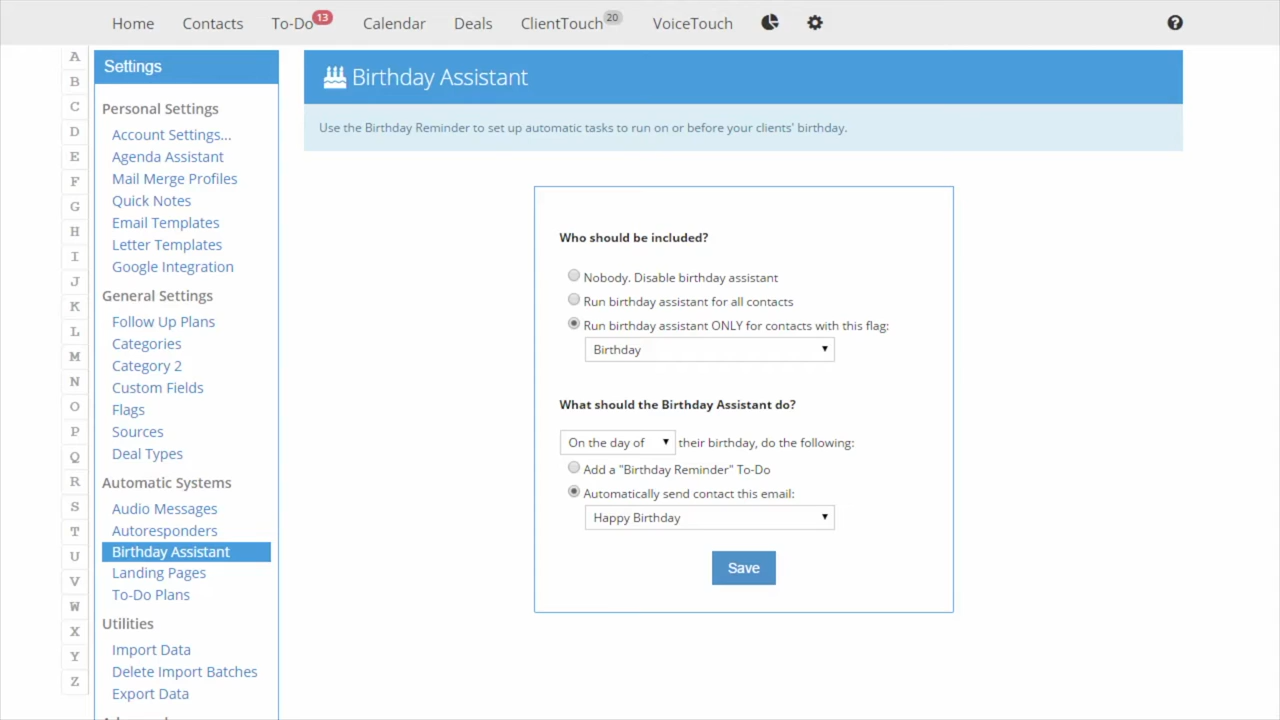 Home Contacts To-Do 13 Calendar Deals ClientTouch 20 VoiceTouch
A
B
C
D
E
F
G
H
I
J
K
L
M
N
O
P
Q
R
S
T
U
V
W
X
Y
Z
Settings
Personal Settings
Account Settings...
Agenda Assistant
Mail Merge Profiles
Quick Notes
Email Templates
Letter Templates
Google Integration
General Settings
Follow Up Plans
Categories
Category 2
Custom Fields
Flags
Sources
Deal Types
Automatic Systems
Audio Messages
Autoresponders
Birthday Assistant
Landing Pages
To-Do Plans
Utilities
Import Data
Delete Import Batches
Export Data
Birthday Assistant
Use the Birthday Reminder to set up automatic tasks to run on or before your clients' birthday.
Who should be included?
Nobody. Disable birthday assistant
Run birthday assistant for all contacts
Run birthday assistant ONLY for contacts with this flag:
Birthday
What should the Birthday Assistant do?
On the day of their birthday, do the following:
Add a "Birthday Reminder" To-Do
Automatically send contact this email:
Happy Birthday
Save